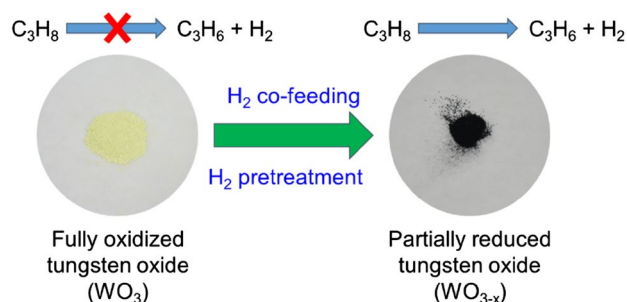 C₃H₈ C₃H₆ + H₂
C₃H₈ C₃H₆ + H₂
H₂ co-feeding
H₂ pretreatment
Fully oxidized
tungsten oxide
(WO₃)
Partially reduced
tungsten oxide
(WO₃₋ₓ)